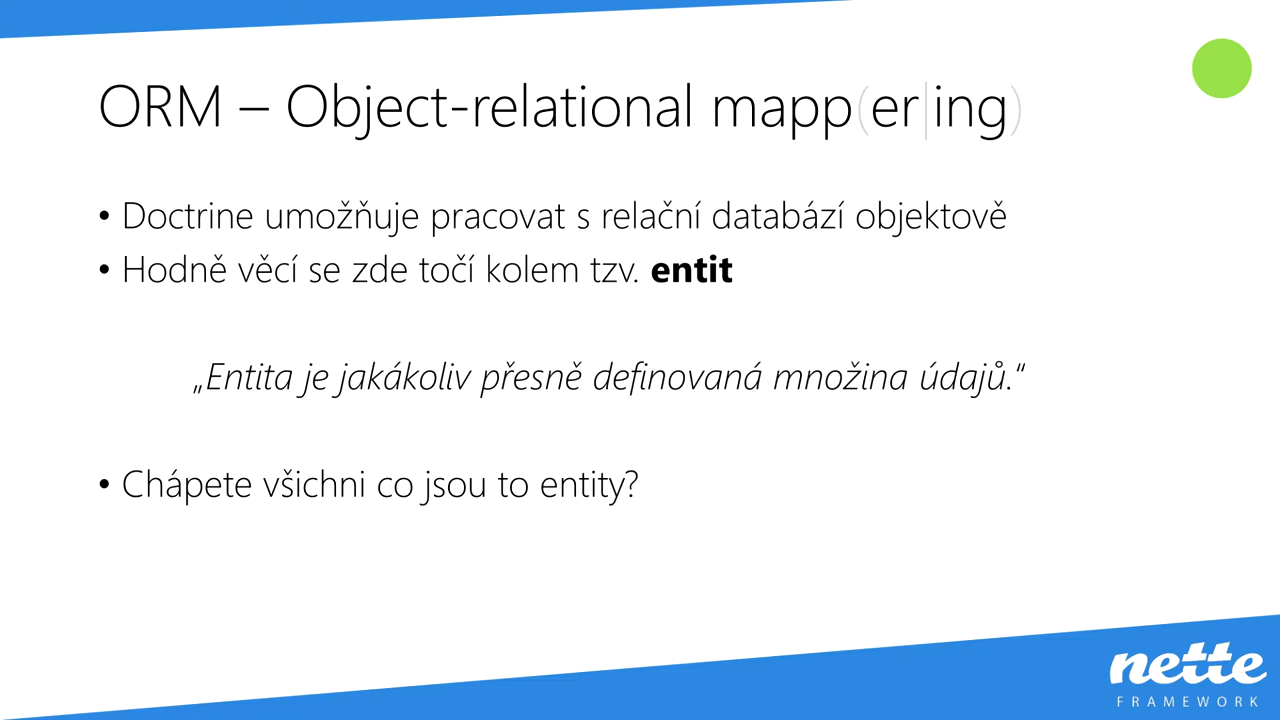 ORM – Object-relational mapp(er|ing)
• Doctrine umožňuje pracovat s relační databází objektově
• Hodně věcí se zde točí kolem tzv. entit
„Entita je jakákoliv přesně definovaná množina údajů.“
• Chápete všichni co jsou to entity?
nette
FRAMEWORK